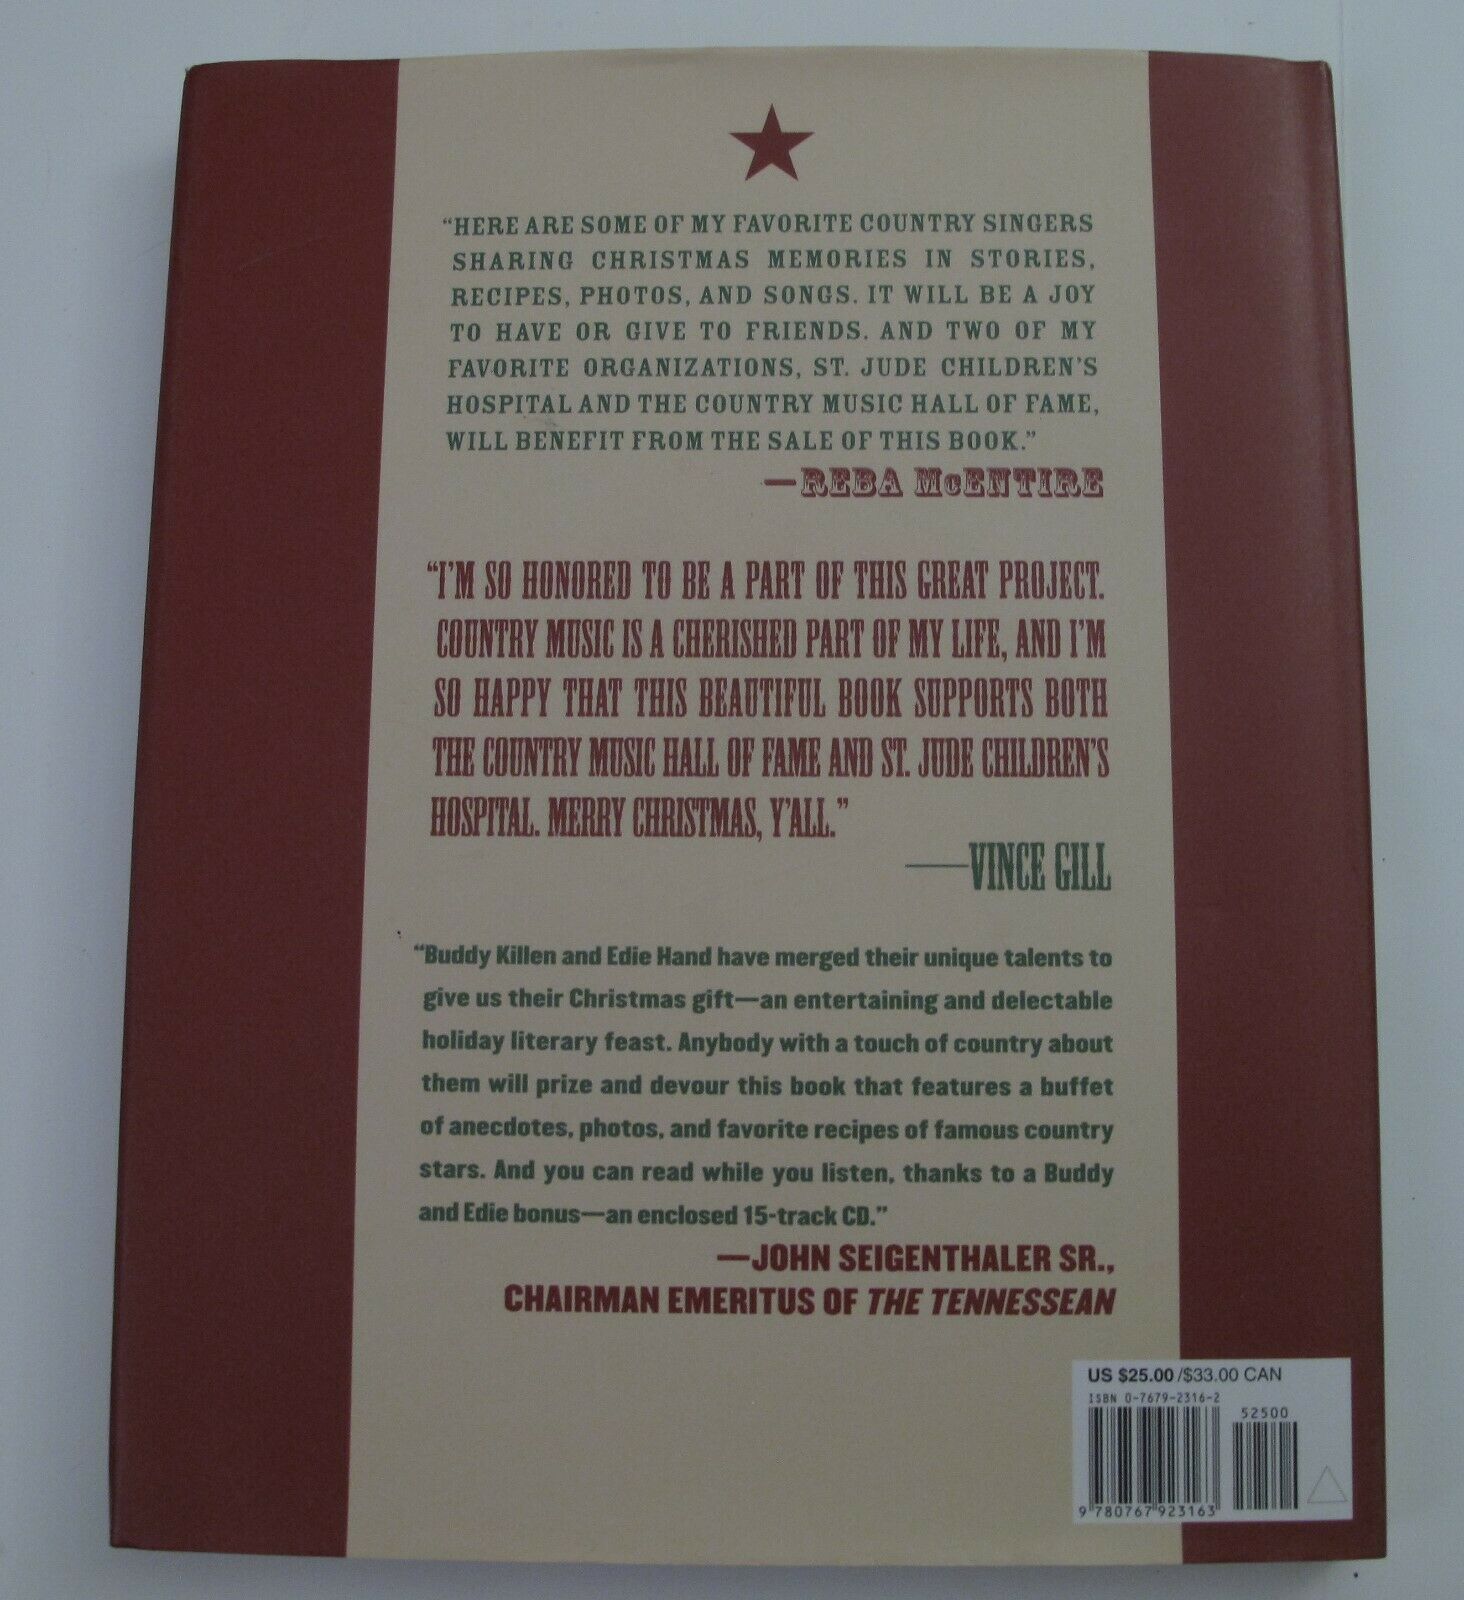 “HERE ARE SOME OF MY FAVORITE COUNTRY SINGERS
SHARING CHRISTMAS MEMORIES IN STORIES,
RECIPES, PHOTOS, AND SONGS. IT WILL BE A JOY
TO HAVE OR GIVE TO FRIENDS. AND TWO OF MY
FAVORITE ORGANIZATIONS, ST. JUDE CHILDREN’S
HOSPITAL AND THE COUNTRY MUSIC HALL OF FAME,
WILL BENEFIT FROM THE SALE OF THIS BOOK.”
—REBA McENTIRE
“I’M SO HONORED TO BE A PART OF THIS GREAT PROJECT.
COUNTRY MUSIC IS A CHERISHED PART OF MY LIFE, AND I’M
SO HAPPY THAT THIS BEAUTIFUL BOOK SUPPORTS BOTH
THE COUNTRY MUSIC HALL OF FAME AND ST. JUDE CHILDREN’S
HOSPITAL. MERRY CHRISTMAS, Y’ALL.”
—VINCE GILL
“Buddy Killen and Edie Hand have merged their unique talents to
give us their Christmas gift—an entertaining and delectable
holiday literary feast. Anybody with a touch of country about
them will prize and devour this book that features a buffet
of anecdotes, photos, and favorite recipes of famous country
stars. And you can read while you listen, thanks to a Buddy
and Edie bonus—an enclosed 15-track CD.”
—JOHN SEIGENTHALER SR.,
CHAIRMAN EMERITUS OF THE TENNESSEAN
US $25.00 /$33.00 CAN
ISBN 0-7679-2316-2
52500
9 780767 923163